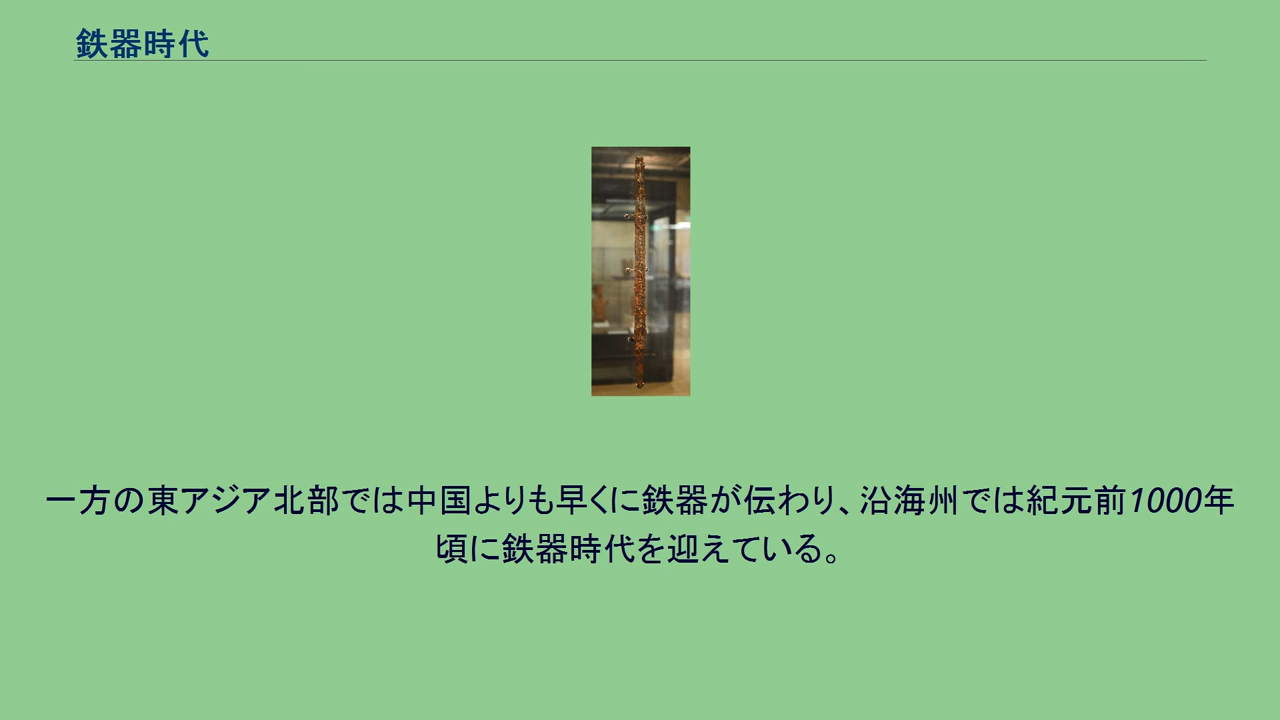 鉄器時代
一方の東アジア北部では中国よりも早くに鉄器が伝わり、沿海州では紀元前1000年
頃に鉄器時代を迎えている。